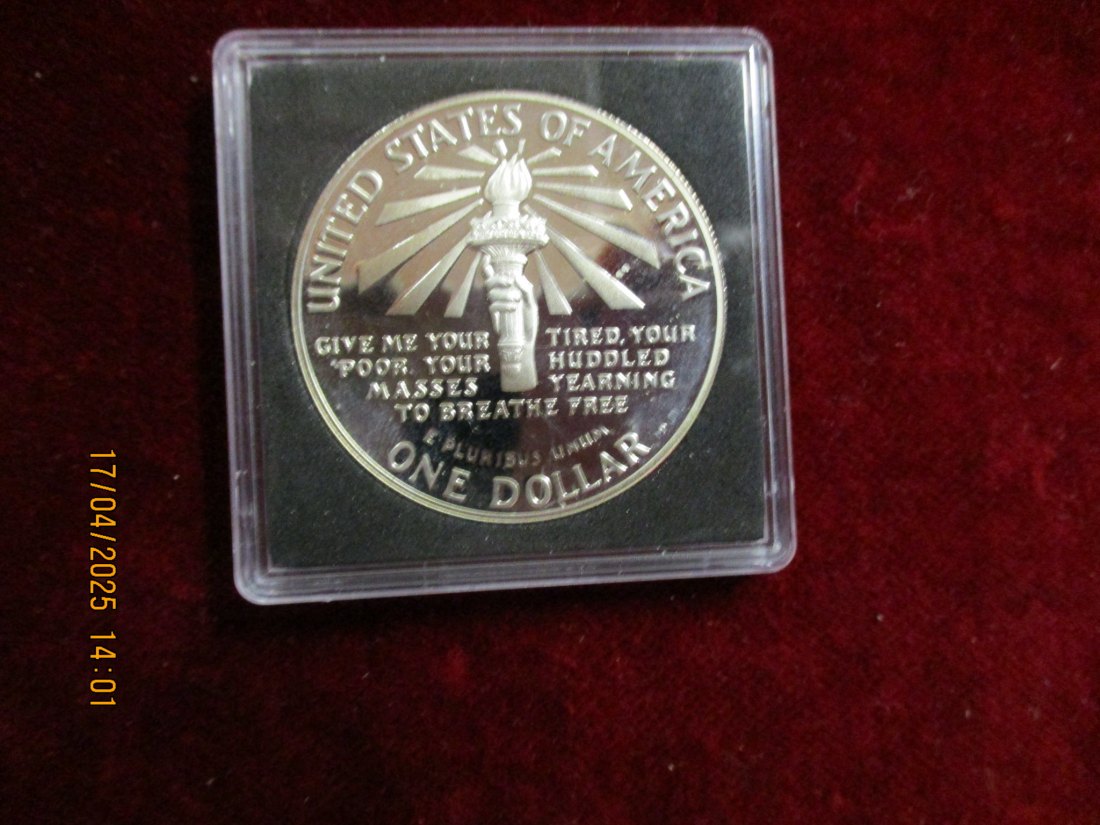 UNITED STATES OF AMERICA
GIVE ME YOUR TIRED, YOUR
POOR, YOUR HUDDLED
MASSES YEARNING
TO BREATHE FREE
E PLURIBUS UNUM
ONE DOLLAR
17/04/2025 14:01